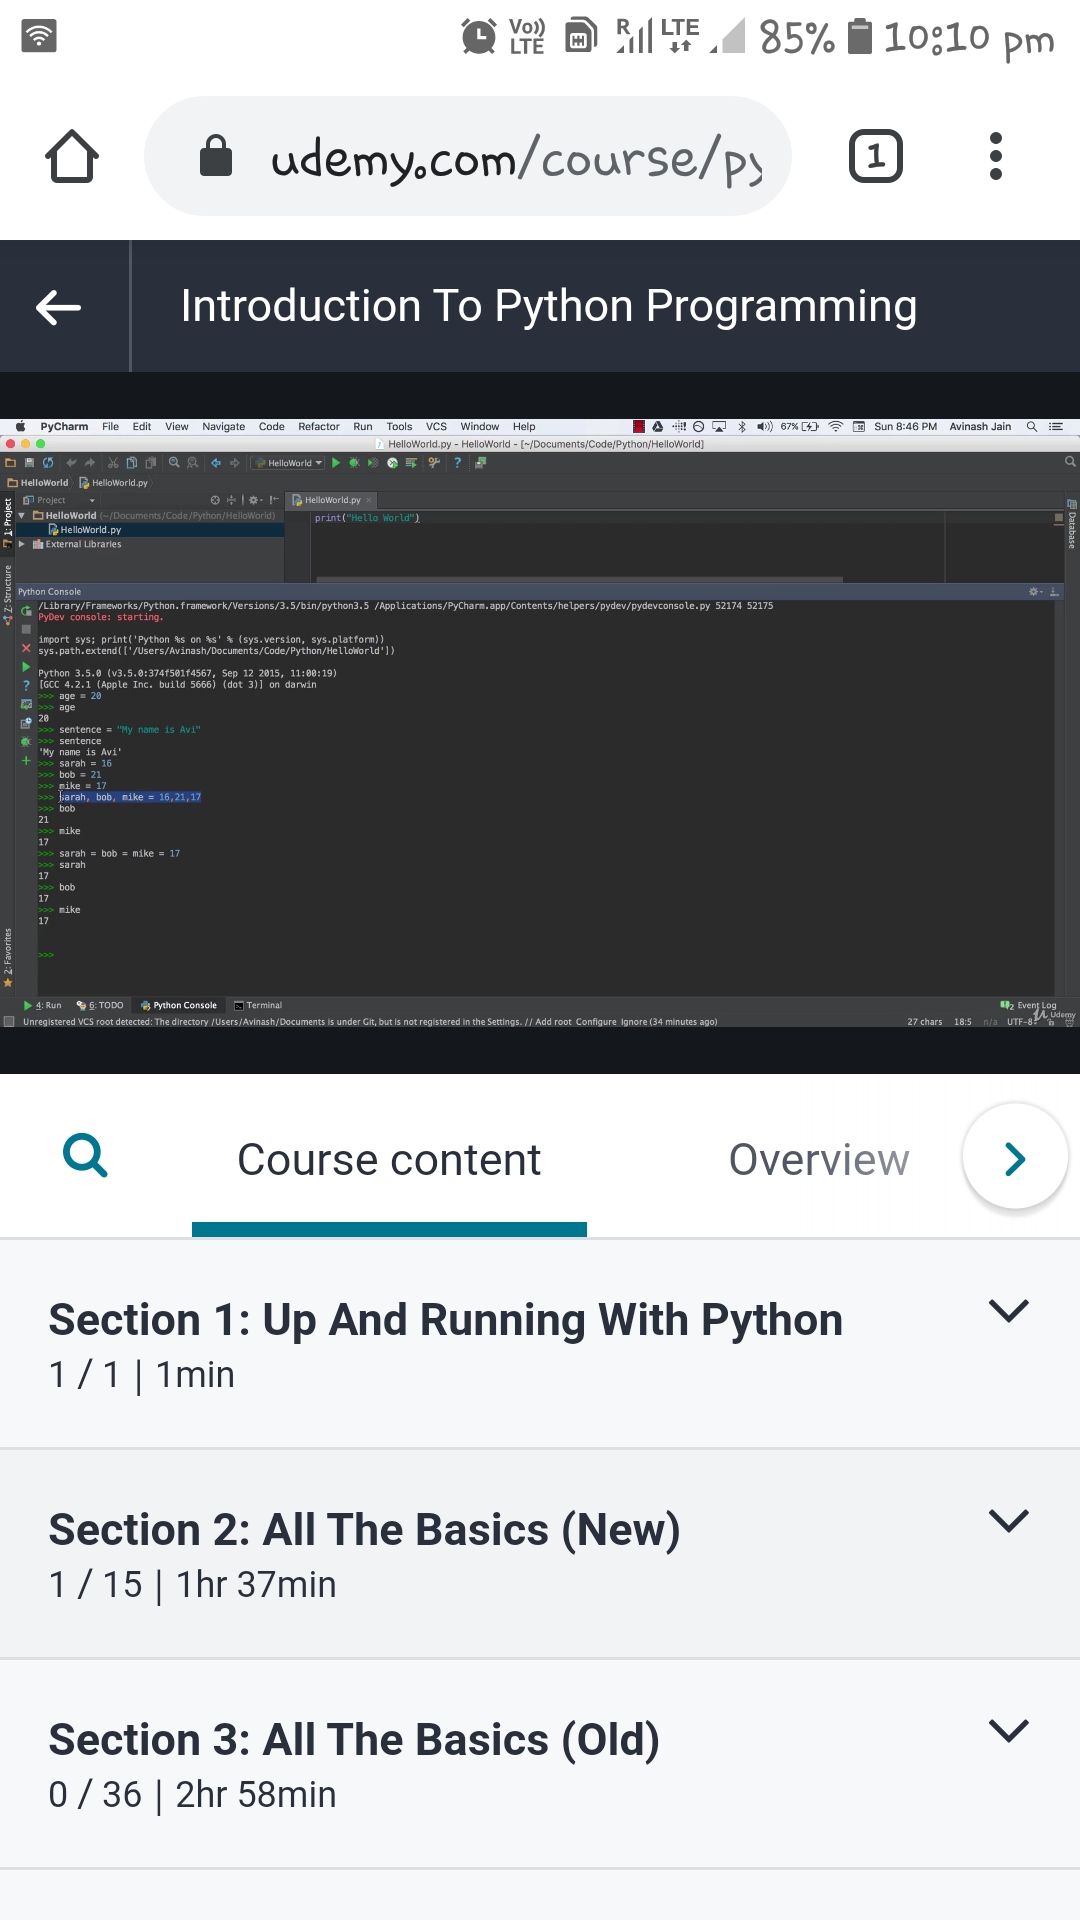 Vo)) LTE R LTE 85% 10:10 pm
udemy.com/course/py
1
Introduction To Python Programming
PyCharm File Edit View Navigate Code Refactor Run Tools VCS Window Help 67% Sun 8:46 PM Avinash Jain
HelloWorld.py - HelloWorld - [~/Documents/Code/Python/HelloWorld]
HelloWorld
HelloWorld HelloWorld.py
Project HelloWorld.py
1: Project
HelloWorld (~/Documents/Code/Python/HelloWorld)
print("Hello World")
HelloWorld.py
External Libraries
Database
Z: Structure
Python Console
/Library/Frameworks/Python.framework/Versions/3.5/bin/python3.5 /Applications/PyCharm.app/Contents/helpers/pydev/pydevconsole.py 52174 52175
PyDev console: starting.
import sys; print('Python %s on %s' % (sys.version, sys.platform))
sys.path.extend(['/Users/Avinash/Documents/Code/Python/HelloWorld'])
Python 3.5.0 (v3.5.0:374f501f4567, Sep 12 2015, 11:00:19)
[GCC 4.2.1 (Apple Inc. build 5666) (dot 3)] on darwin
>>> age = 20
>>> age
20
>>> sentence = "My name is Avi"
>>> sentence
'My name is Avi'
>>> sarah = 16
>>> bob = 21
>>> mike = 17
>>> sarah, bob, mike = 16,21,17
>>> bob
21
>>> mike
17
>>> sarah = bob = mike = 17
>>> sarah
17
>>> bob
17
>>> mike
17
>>>
2: Favorites
4: Run 6: TODO Python Console Terminal 2 Event Log
Unregistered VCS root detected: The directory /Users/Avinash/Documents is under Git, but is not registered in the Settings. // Add root Configure Ignore (34 minutes ago) 27 chars 18:5 n/a UTF-8
Udemy
Course content Overview
Section 1: Up And Running With Python
1 / 1 | 1min
Section 2: All The Basics (New)
1 / 15 | 1hr 37min
Section 3: All The Basics (Old)
0 / 36 | 2hr 58min